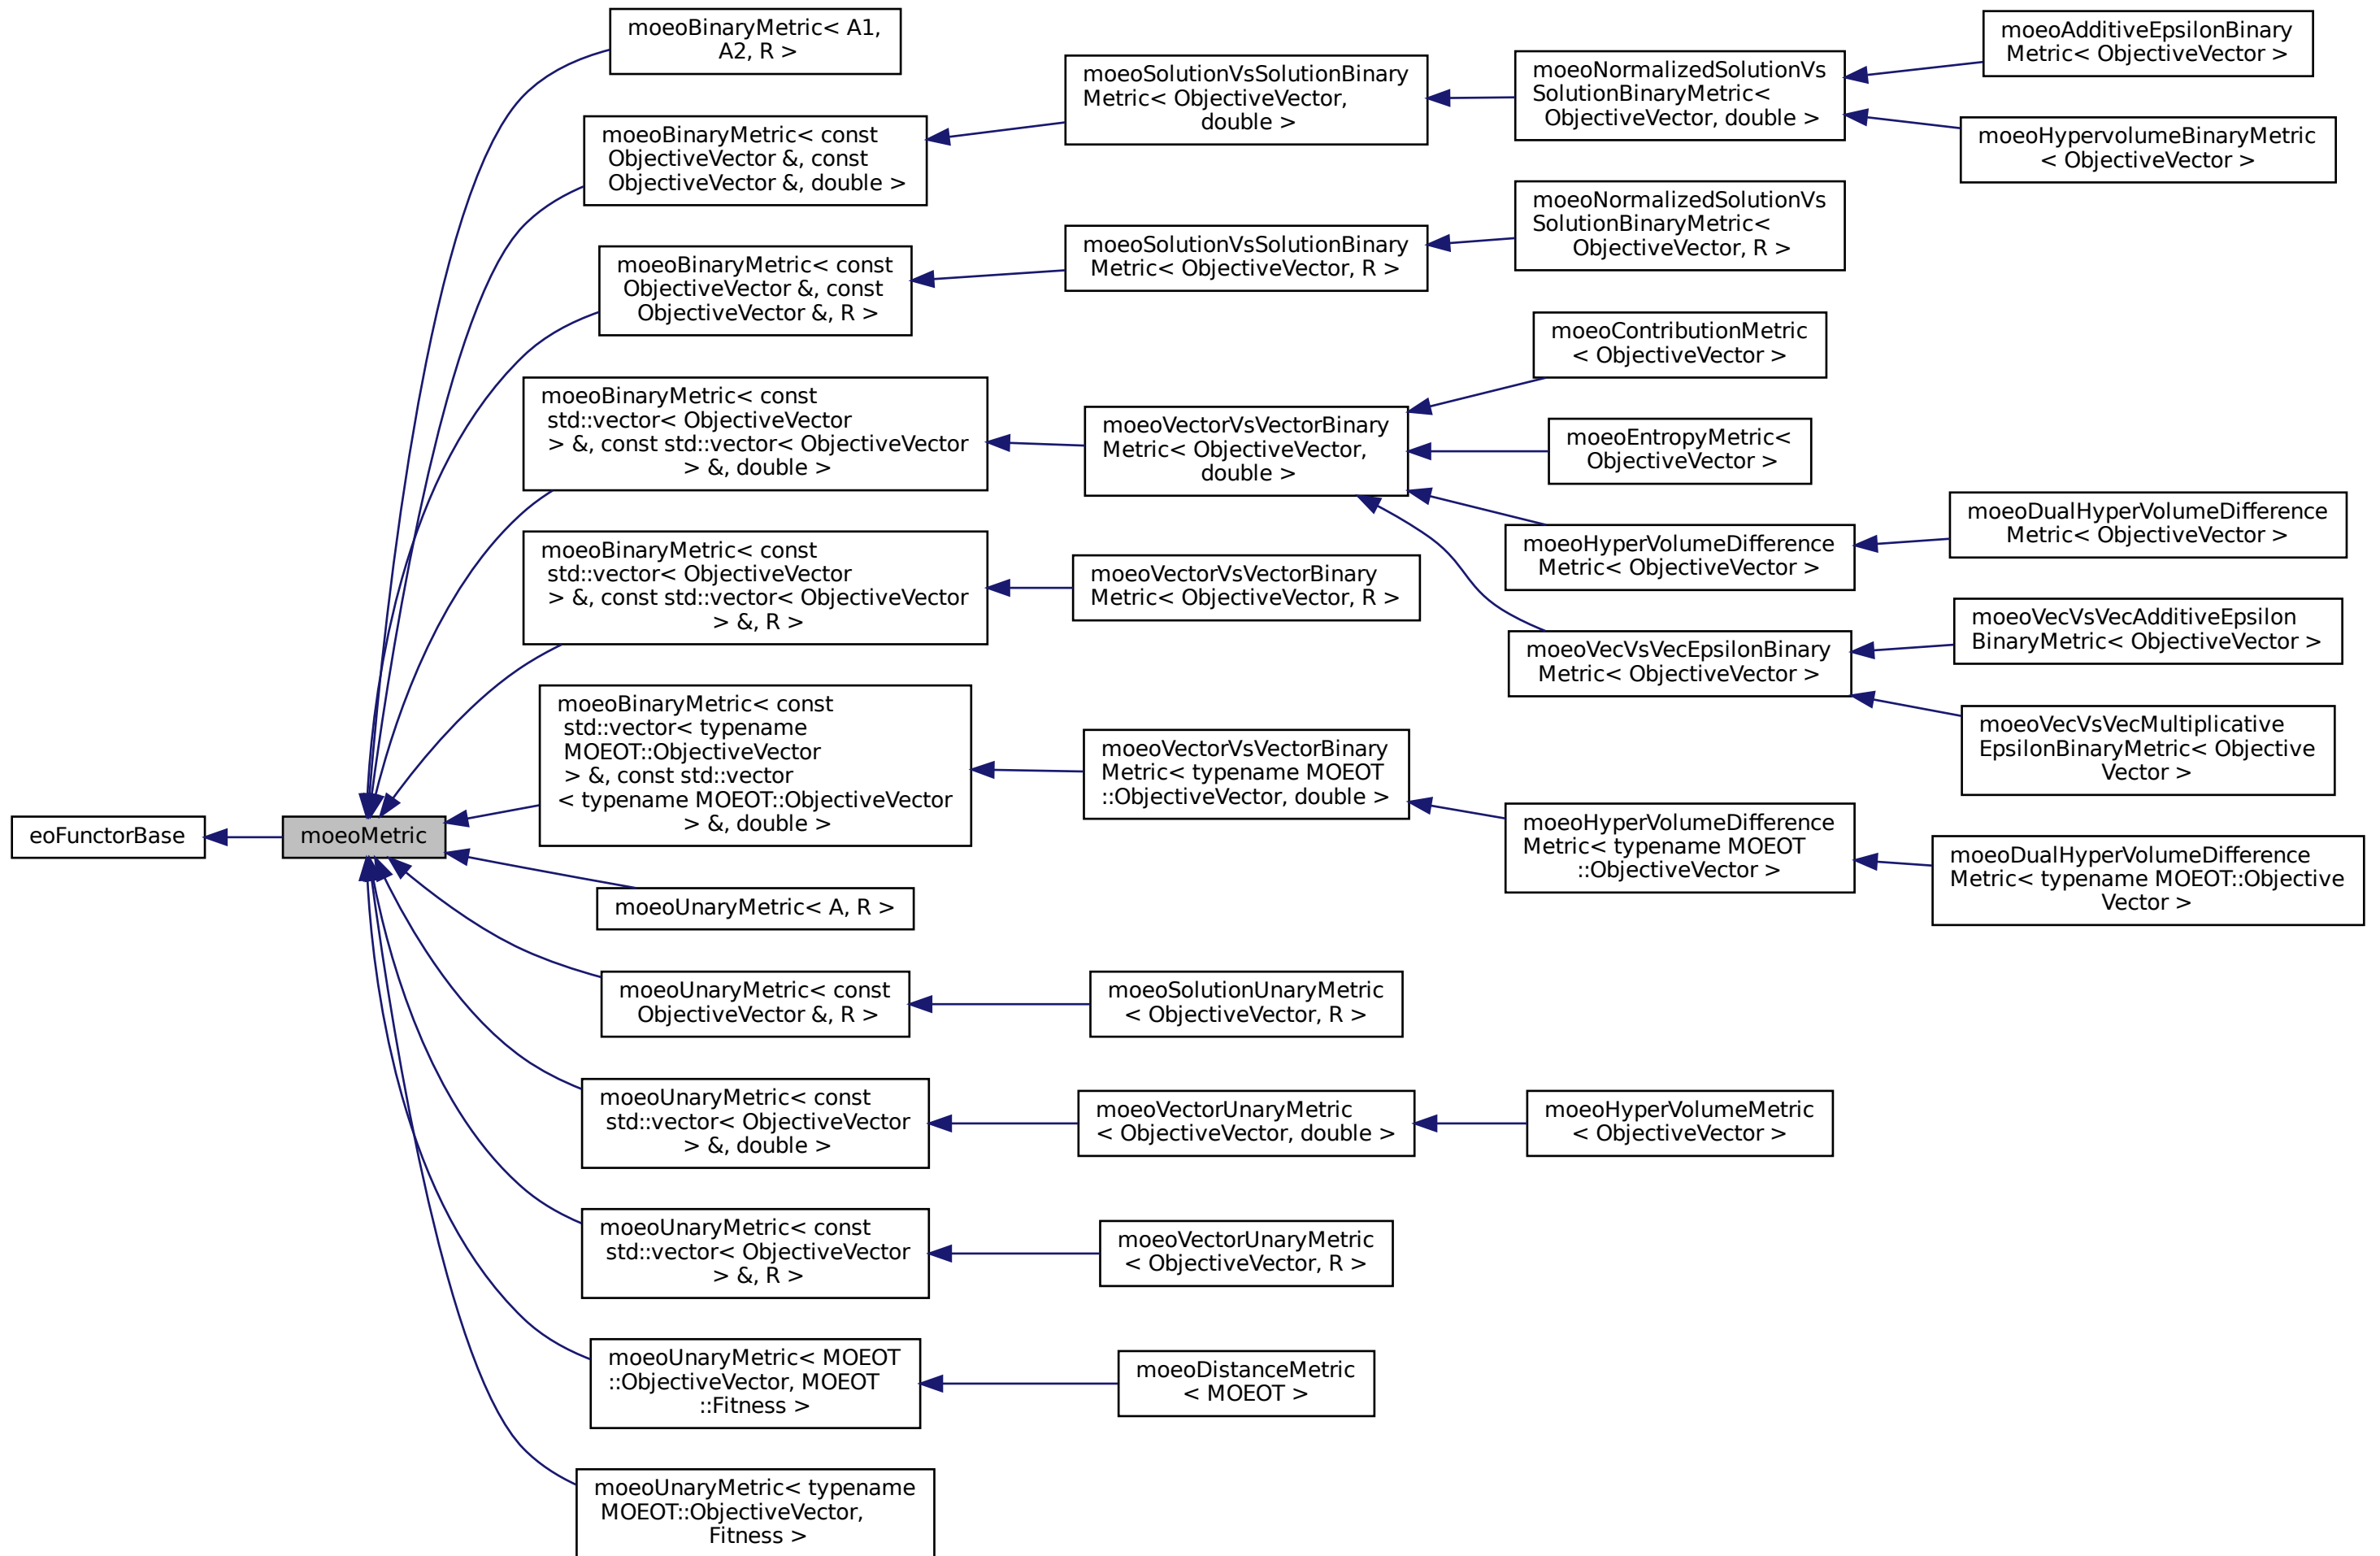 eoFunctorBase
moeoMetric
moeoBinaryMetric< A1,
A2, R >
moeoBinaryMetric< const
ObjectiveVector &, const
ObjectiveVector &, double >
moeoBinaryMetric< const
ObjectiveVector &, const
ObjectiveVector &, R >
moeoBinaryMetric< const
std::vector< ObjectiveVector
> &, const std::vector< ObjectiveVector
> &, double >
moeoBinaryMetric< const
std::vector< ObjectiveVector
> &, const std::vector< ObjectiveVector
> &, R >
moeoBinaryMetric< const
std::vector< typename
MOEOT::ObjectiveVector
> &, const std::vector
< typename MOEOT::ObjectiveVector
> &, double >
moeoUnaryMetric< A, R >
moeoUnaryMetric< const
ObjectiveVector &, R >
moeoUnaryMetric< const
std::vector< ObjectiveVector
> &, double >
moeoUnaryMetric< const
std::vector< ObjectiveVector
> &, R >
moeoUnaryMetric< MOEOT
::ObjectiveVector, MOEOT
::Fitness >
moeoUnaryMetric< typename
MOEOT::ObjectiveVector,
Fitness >
moeoSolutionVsSolutionBinary
Metric< ObjectiveVector,
double >
moeoSolutionVsSolutionBinary
Metric< ObjectiveVector, R >
moeoVectorVsVectorBinary
Metric< ObjectiveVector,
double >
moeoVectorVsVectorBinary
Metric< ObjectiveVector, R >
moeoVectorVsVectorBinary
Metric< typename MOEOT
::ObjectiveVector, double >
moeoSolutionUnaryMetric
< ObjectiveVector, R >
moeoVectorUnaryMetric
< ObjectiveVector, double >
moeoVectorUnaryMetric
< ObjectiveVector, R >
moeoDistanceMetric
< MOEOT >
moeoNormalizedSolutionVs
SolutionBinaryMetric<
ObjectiveVector, double >
moeoNormalizedSolutionVs
SolutionBinaryMetric<
ObjectiveVector, R >
moeoContributionMetric
< ObjectiveVector >
moeoEntropyMetric<
ObjectiveVector >
moeoHyperVolumeDifference
Metric< ObjectiveVector >
moeoVecVsVecEpsilonBinary
Metric< ObjectiveVector >
moeoHyperVolumeDifference
Metric< typename MOEOT
::ObjectiveVector >
moeoHyperVolumeMetric
< ObjectiveVector >
moeoAdditiveEpsilonBinary
Metric< ObjectiveVector >
moeoHypervolumeBinaryMetric
< ObjectiveVector >
moeoDualHyperVolumeDifference
Metric< ObjectiveVector >
moeoVecVsVecAdditiveEpsilon
BinaryMetric< ObjectiveVector >
moeoVecVsVecMultiplicative
EpsilonBinaryMetric< Objective
Vector >
moeoDualHyperVolumeDifference
Metric< typename MOEOT::Objective
Vector >